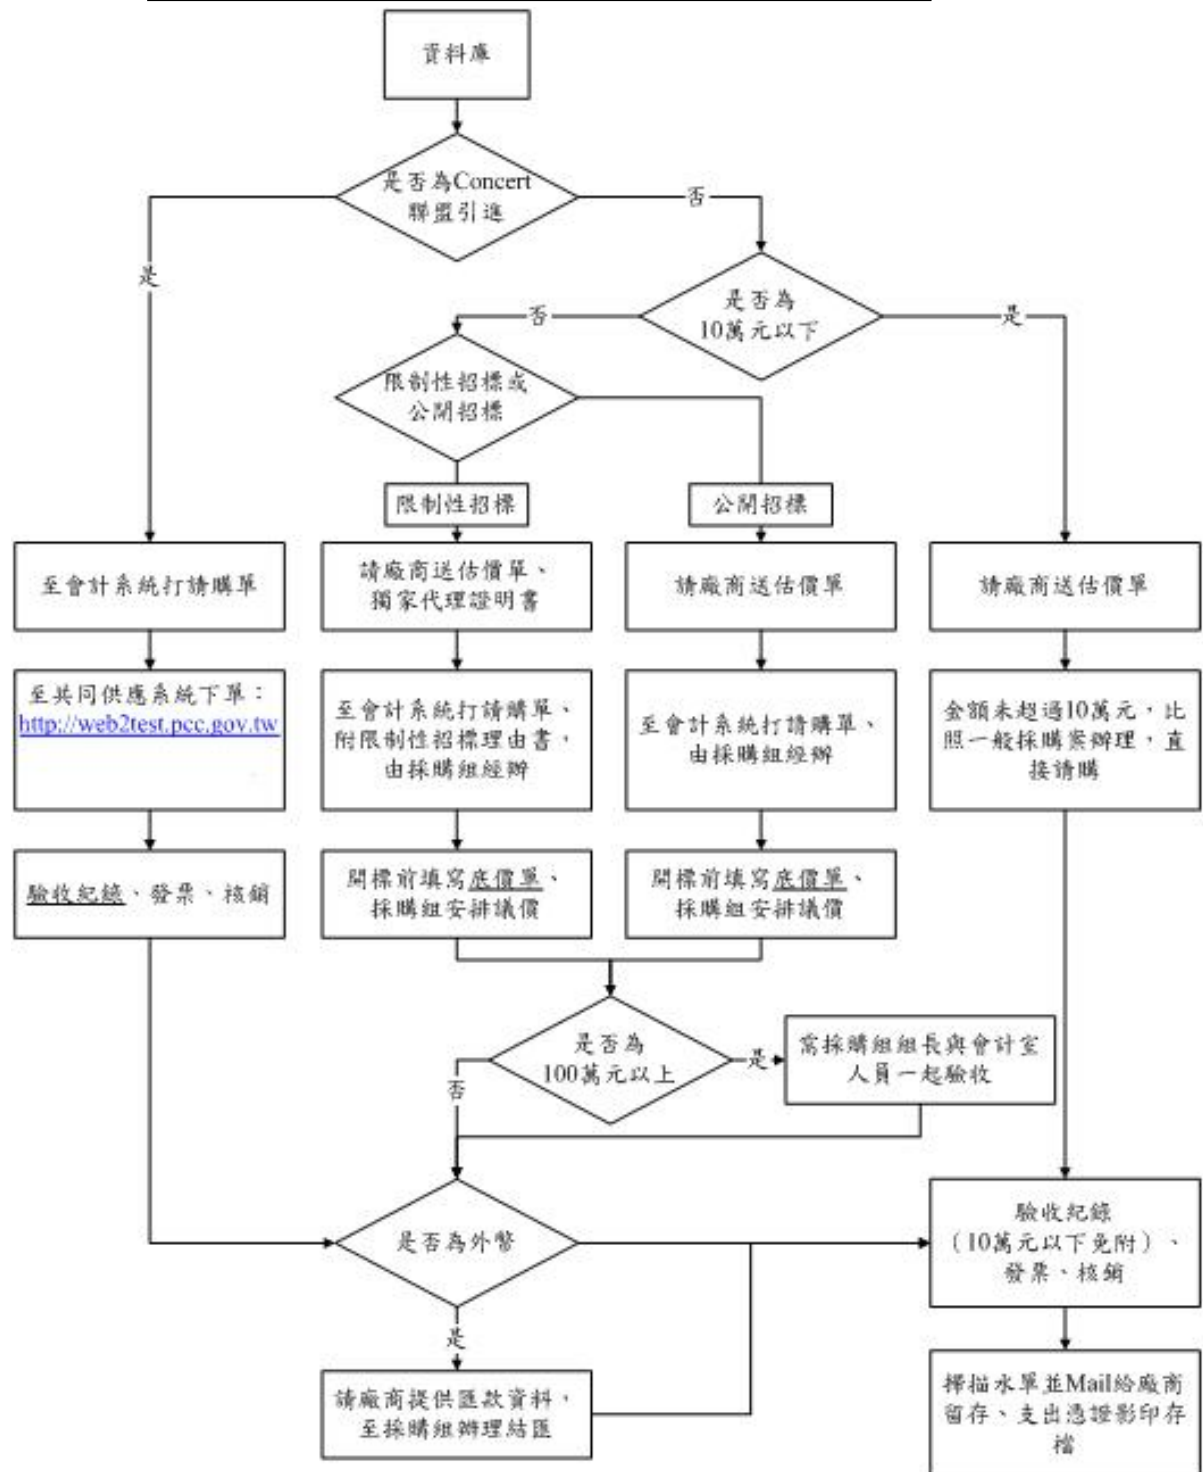 資料庫
是否為Concert
聯盟引進
否
是
是否為
10萬元以下
否
是
限制性招標或
公開招標
限制性招標
公開招標
至會計系統打請購單
請廠商送估價單、
獨家代理證明書
請廠商送估價單
請廠商送估價單
至共同供應系統下單：
http://web2test.pcc.gov.tw
至會計系統打請購單、
附限制性招標理由書，
由採購組經辦
至會計系統打請購單、
由採購組經辦
金額未超過10萬元，比
照一般採購案辦理，直
接請購
驗收紀錄、發票、核銷
開標前填寫底價單、
採購組安排議價
開標前填寫底價單、
採購組安排議價
是否為
100萬元以上
是
否
需採購組組長與會計室
人員一起驗收
是否為外幣
是
驗收紀錄
（10萬元以下免附）、
發票、核銷
請廠商提供匯款資料，
至採購組辦理結匯
掃描水單並Mail給廠商
留存、支出憑證影印存
檔